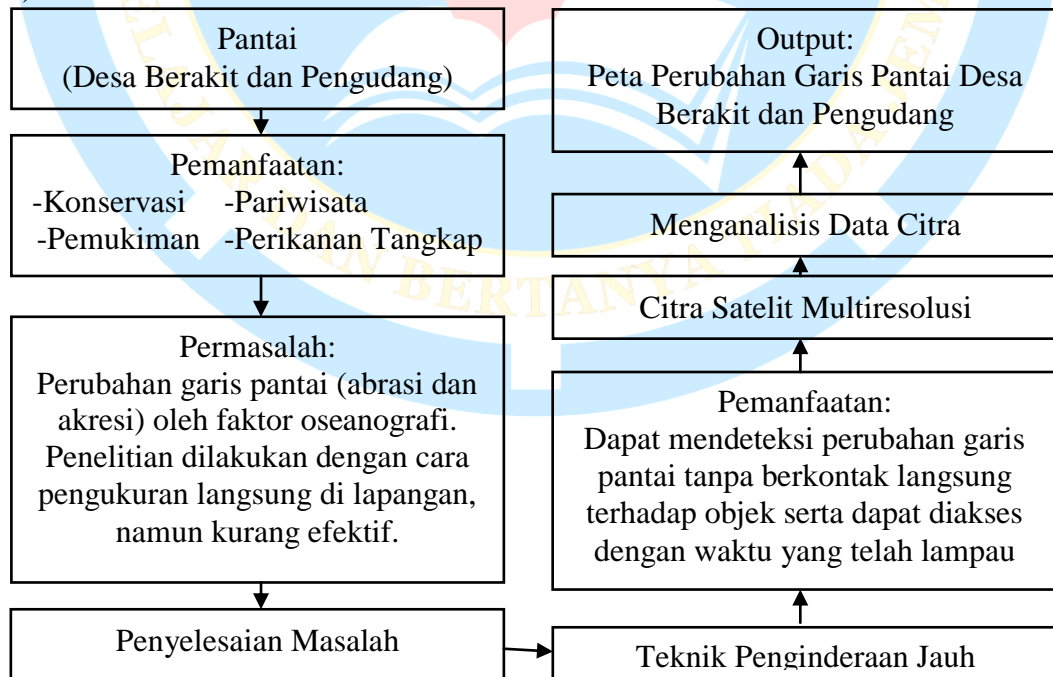 Pantai
(Desa Berakit dan Pengudang)
Pemanfaatan:
-Konservasi -Pariwisata
-Pemukiman -Perikanan Tangkap
Permasalah:
Perubahan garis pantai (abrasi dan
akresi) oleh faktor oseanografi.
Penelitian dilakukan dengan cara
pengukuran langsung di lapangan,
namun kurang efektif.
Penyelesaian Masalah
Output:
Peta Perubahan Garis Pantai Desa
Berakit dan Pengudang
Menganalisis Data Citra
Citra Satelit Multiresolusi
Pemanfaatan:
Dapat mendeteksi perubahan garis
pantai tanpa berkontak langsung
terhadap objek serta dapat diakses
dengan waktu yang telah lampau
Teknik Penginderaan Jauh
DAN BERTANYA